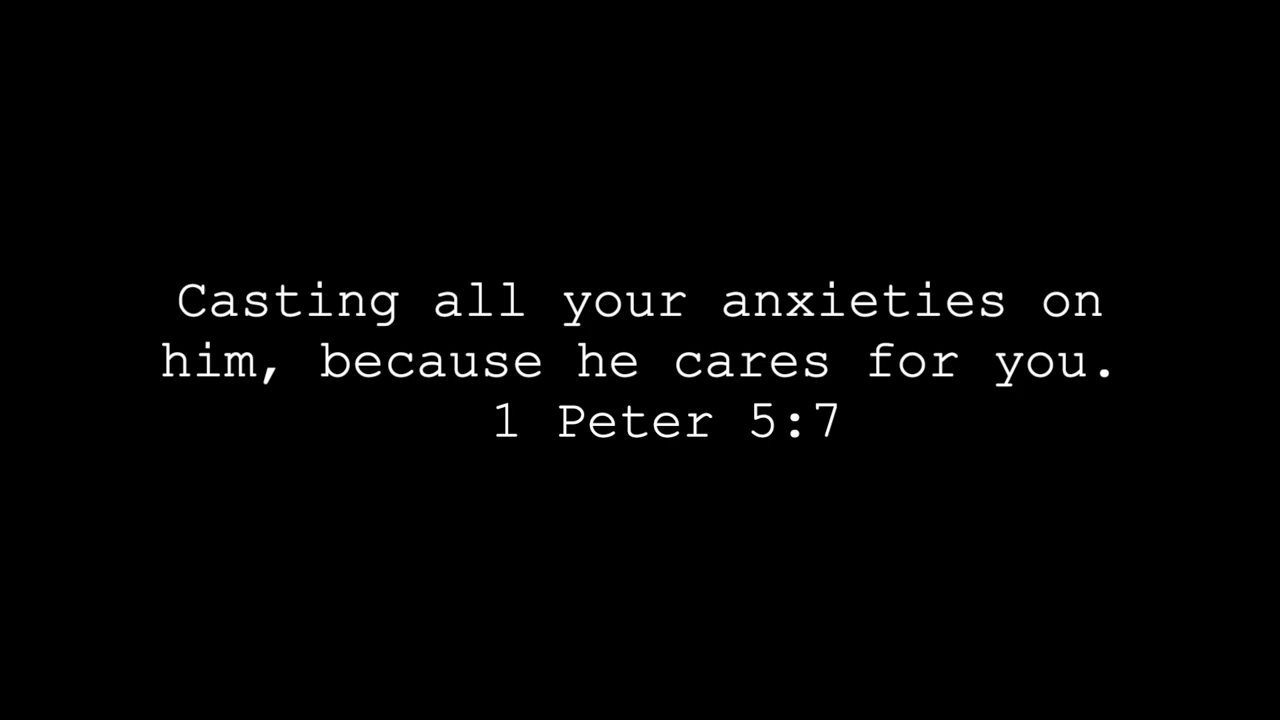 Casting all your anxieties on
him, because he cares for you.
1 Peter 5:7